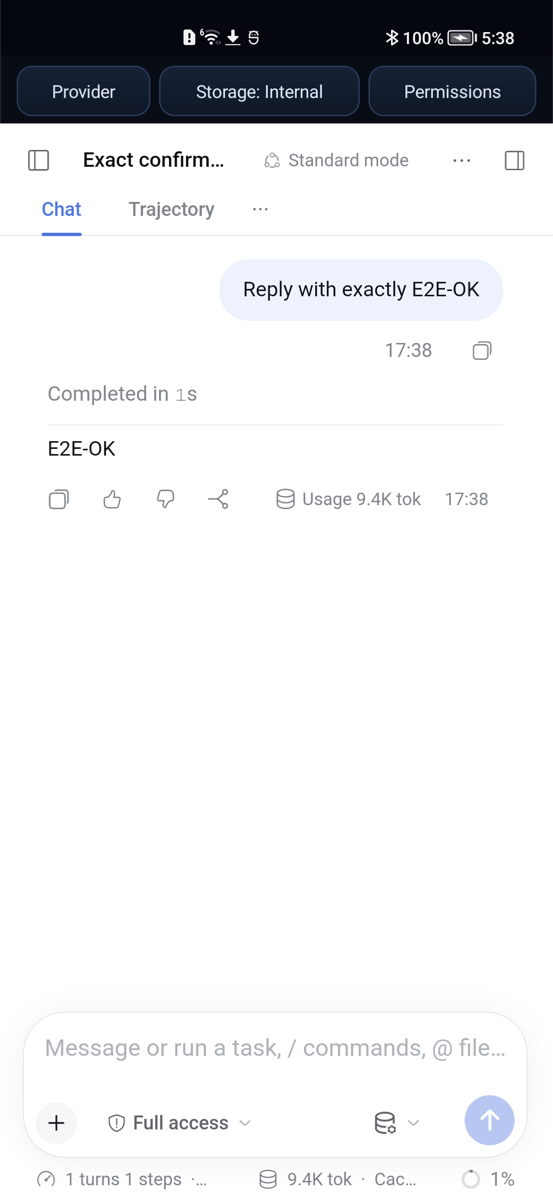 6 100% 5:38
Provider Storage: Internal Permissions
Exact confirm... Standard mode ...
Chat Trajectory ...
Reply with exactly E2E-OK
17:38
Completed in 1s
E2E-OK
Usage 9.4K tok 17:38
Message or run a task, / commands, @ file...
+ Full access
1 turns 1 steps ·... 9.4K tok · Cac... 1%